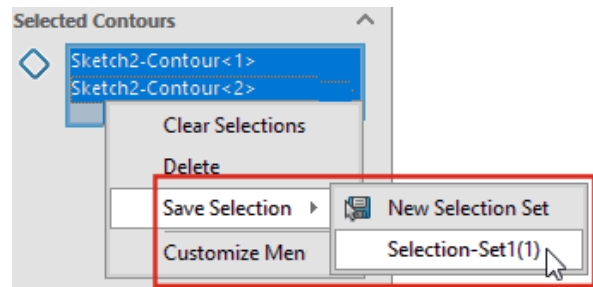 Selected Contours
Sketch2-Contour<1>
Sketch2-Contour<2>
Clear Selections
Delete
Save Selection
New Selection Set
Customize Men
Selection-Set1(1)